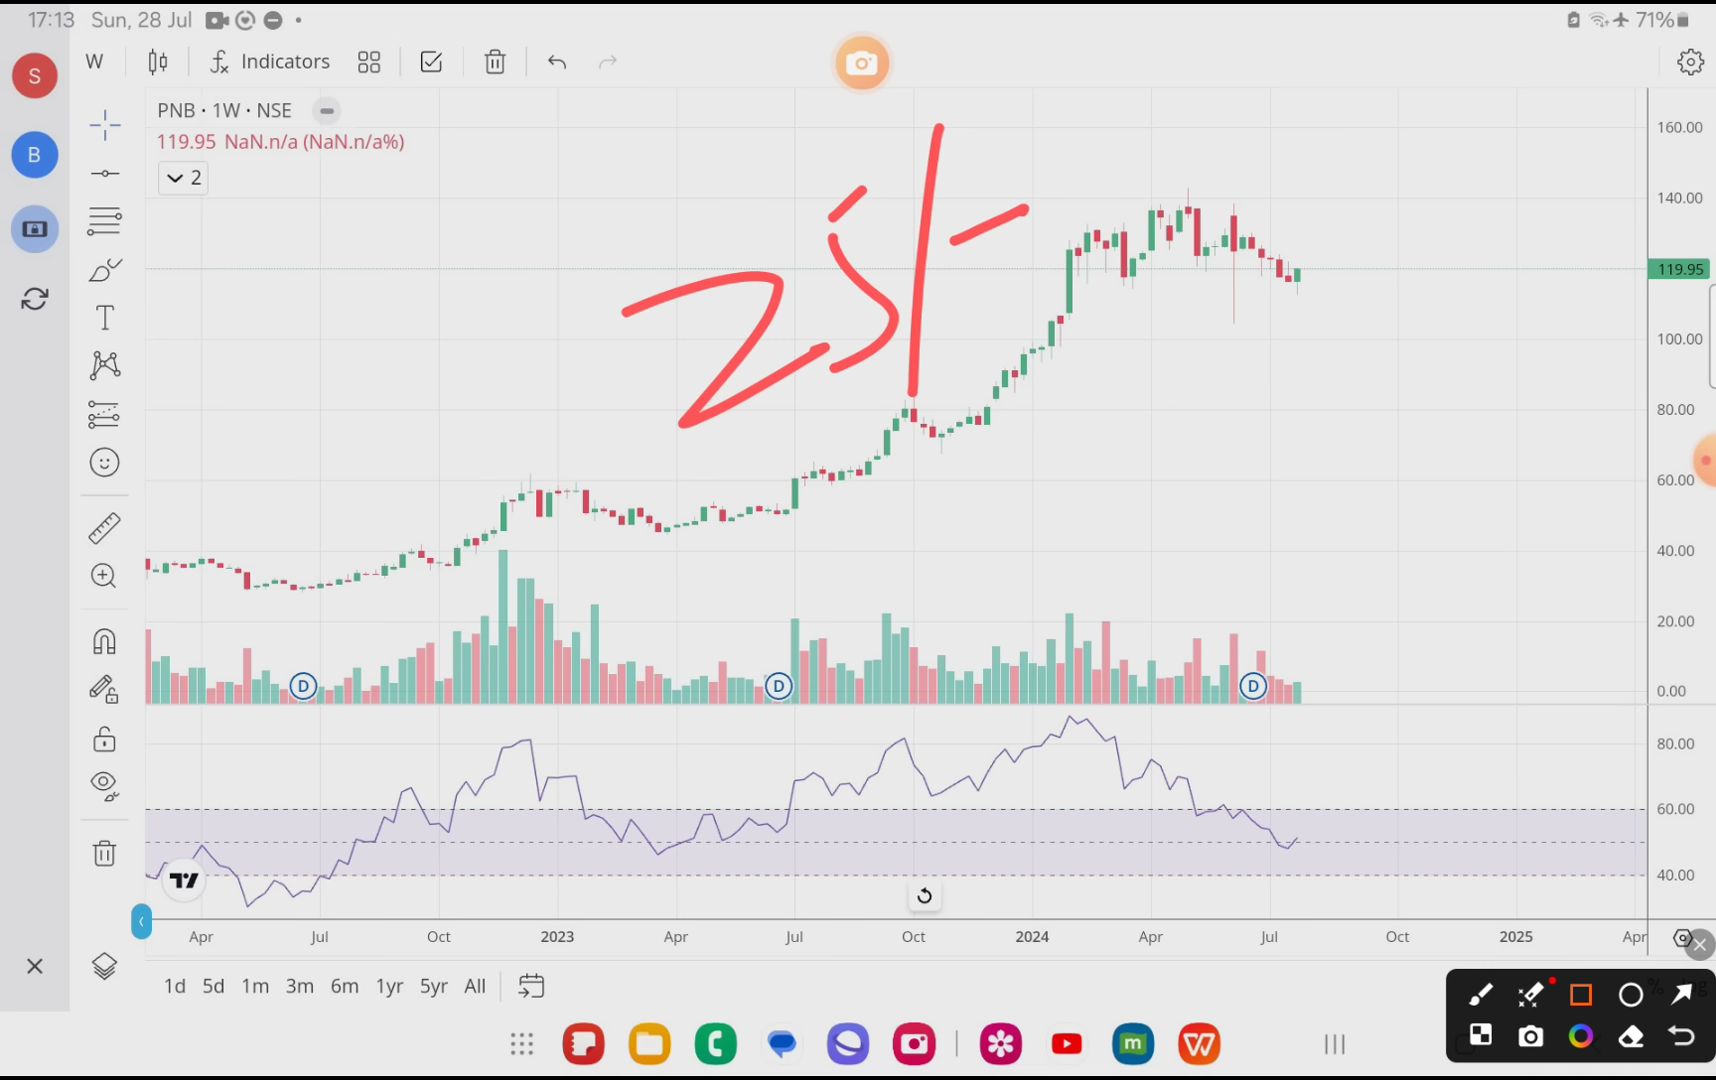 17:13 Sun, 28 Jul 71%
S
W Indicators
PNB · 1W · NSE
119.95 NaN.n/a (NaN.n/a%)
2
B
25/-
160.00
140.00
119.95
100.00
80.00
60.00
40.00
20.00
0.00
D D D
80.00
60.00
40.00
Apr Jul Oct 2023 Apr Jul Oct 2024 Apr Jul Oct 2025 Apr
1d 5d 1m 3m 6m 1yr 5yr All %
m